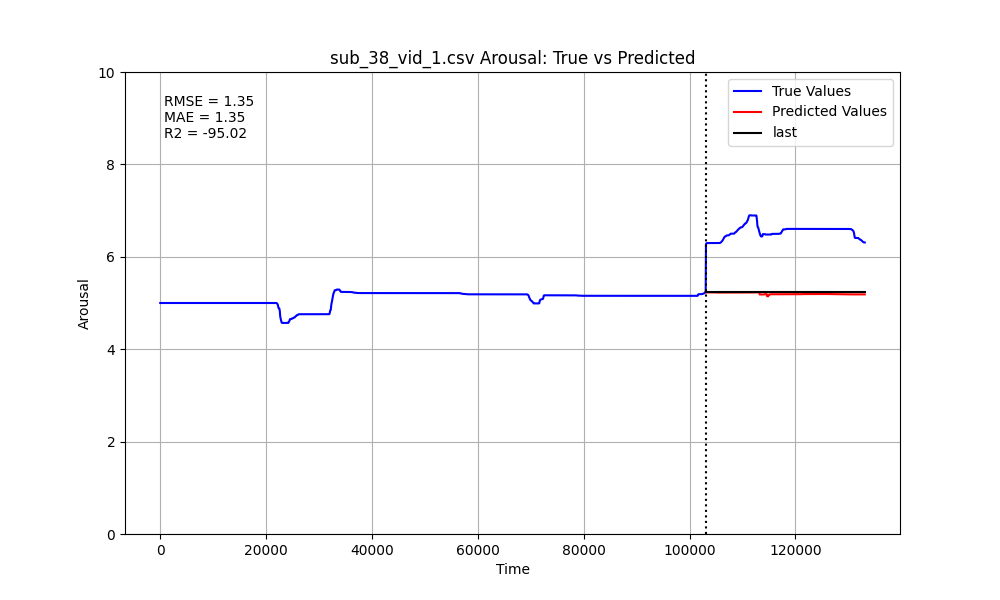 sub_38_vid_1.csv Arousal: True vs Predicted
RMSE = 1.35
MAE = 1.35
R2 = -95.02
True Values
Predicted Values
last
10
8
6
4
2
0
Arousal
0
20000
40000
60000
80000
100000
120000
Time